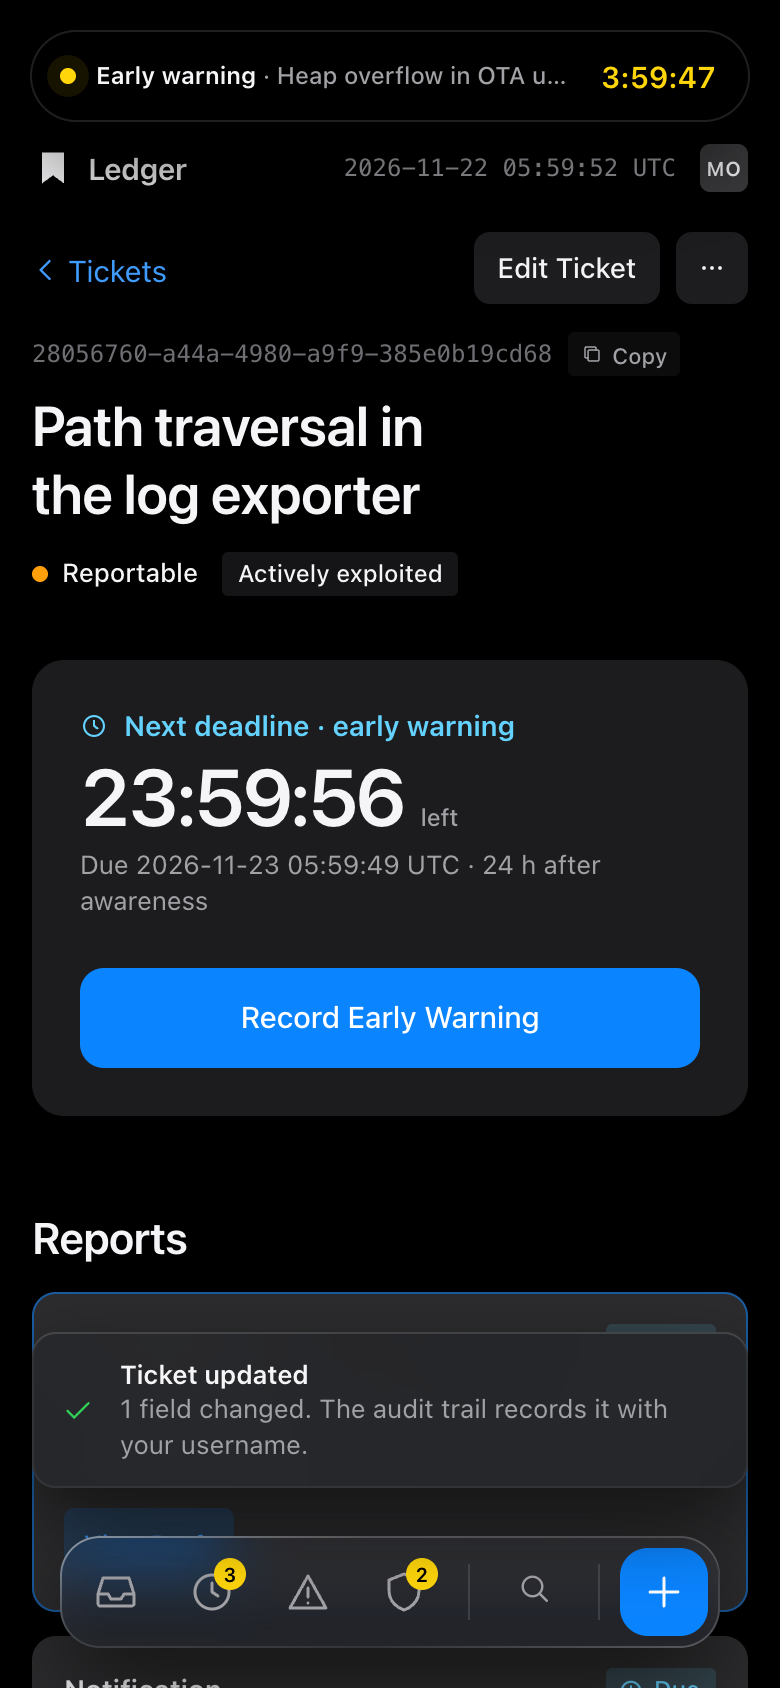 Early warning · Heap overflow in OTA u... 3:59:47
Ledger 2026-11-22 05:59:52 UTC MO
Tickets Edit Ticket ...
28056760-a44a-4980-a9f9-385e0b19cd68 Copy
Path traversal in
the log exporter
Reportable Actively exploited
Next deadline · early warning
23:59:56 left
Due 2026-11-23 05:59:49 UTC · 24 h after
awareness
Record Early Warning
Reports
Ticket updated
1 field changed. The audit trail records it with
your username.
3 2
Notification Due